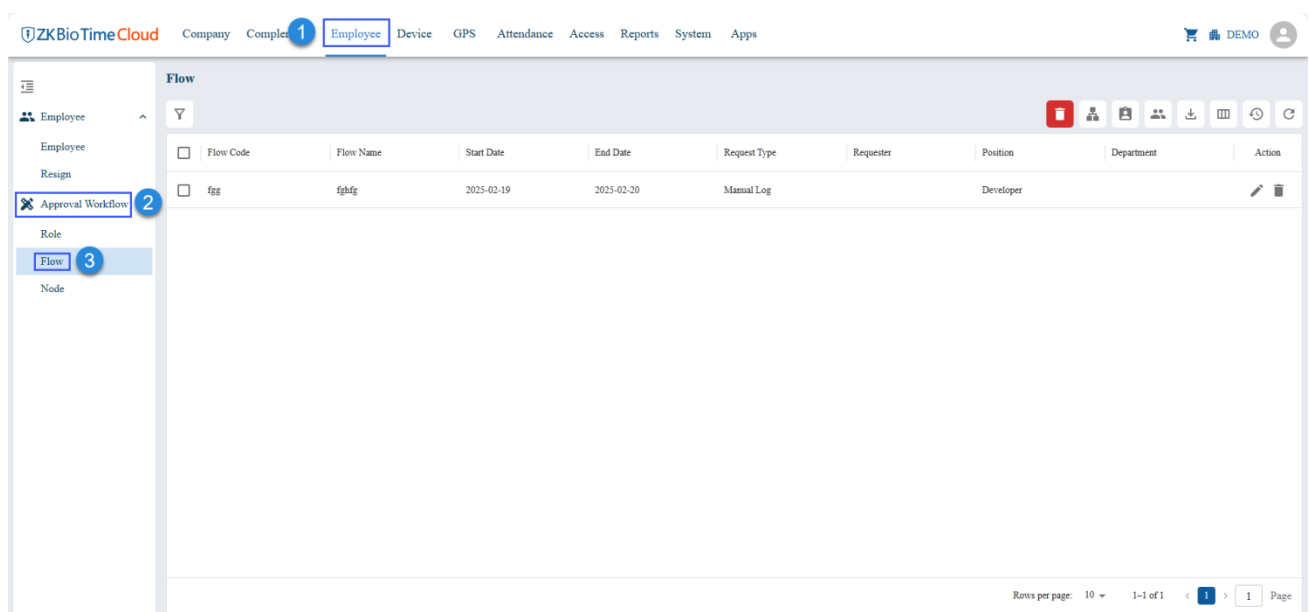 ZKBioTime Cloud Company Complei 1 Employee Device GPS Attendance Access Reports System Apps DEMO
Flow
Employee
Employee
Resign
Approval Workflow 2
Role
Flow 3
Node
Flow Code Flow Name Start Date End Date Request Type Requester Position Department Action
fgg fghfg 2025-02-19 2025-02-20 Manual Log Developer
Rows per page: 10 1–1 of 1 < 1 > 1 Page